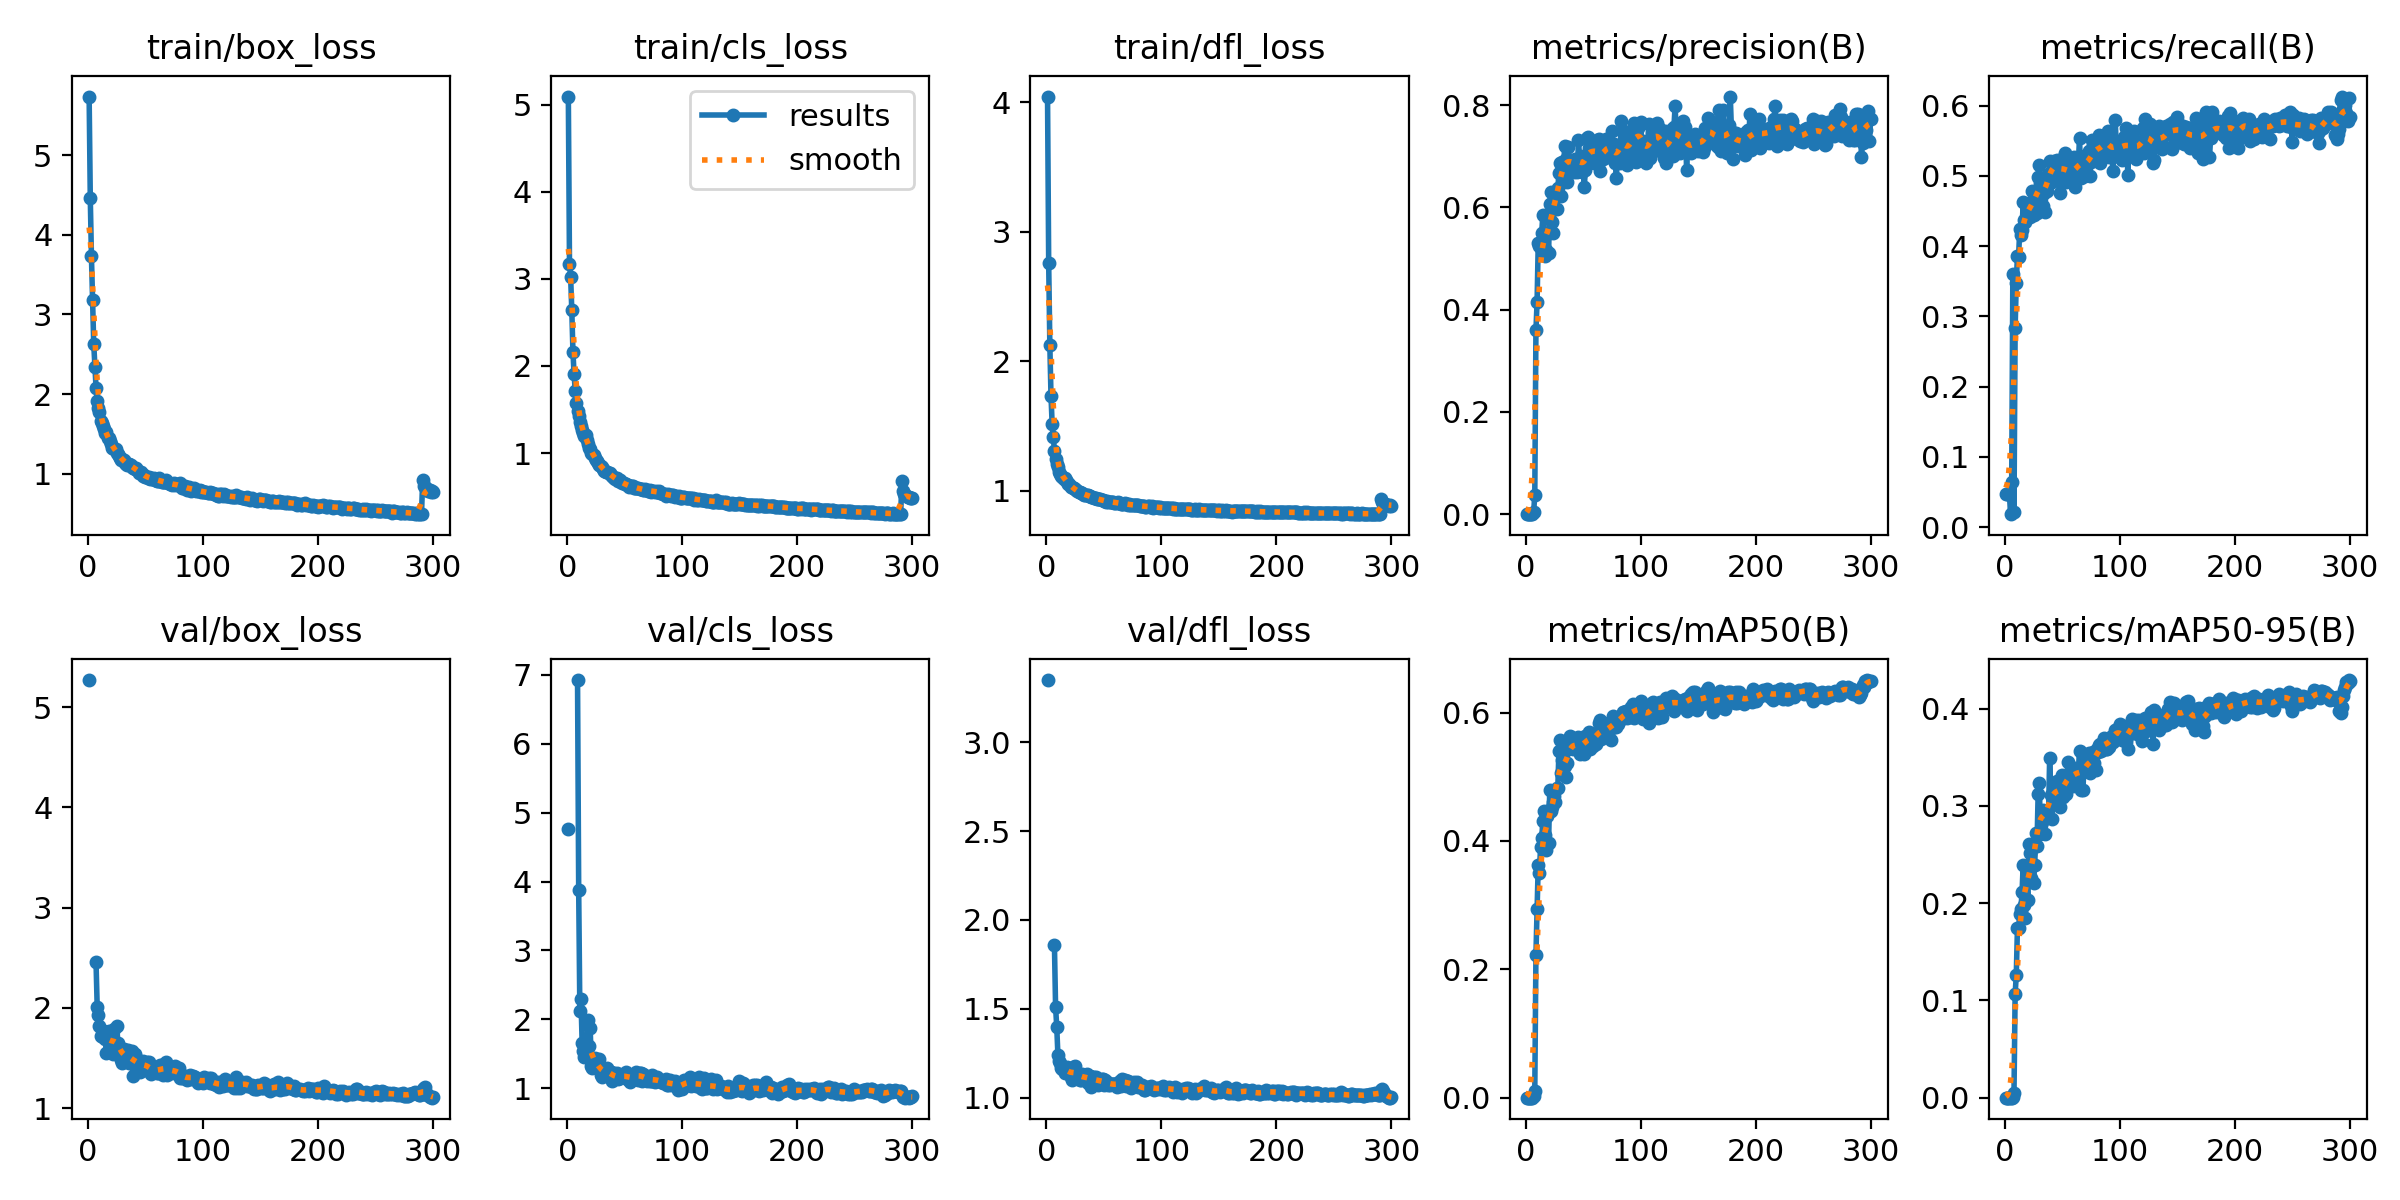 train/box_loss
5
4
3
2
1
0 100 200 300
train/cls_loss
results
smooth
5
4
3
2
1
0 100 200 300
train/dfl_loss
4
3
2
1
0 100 200 300
metrics/precision(B)
0.8
0.6
0.4
0.2
0.0
0 100 200 300
metrics/recall(B)
0.6
0.5
0.4
0.3
0.2
0.1
0.0
0 100 200 300
val/box_loss
5
4
3
2
1
0 100 200 300
val/cls_loss
7
6
5
4
3
2
1
0 100 200 300
val/dfl_loss
3.0
2.5
2.0
1.5
1.0
0 100 200 300
metrics/mAP50(B)
0.6
0.4
0.2
0.0
0 100 200 300
metrics/mAP50-95(B)
0.4
0.3
0.2
0.1
0.0
0 100 200 300